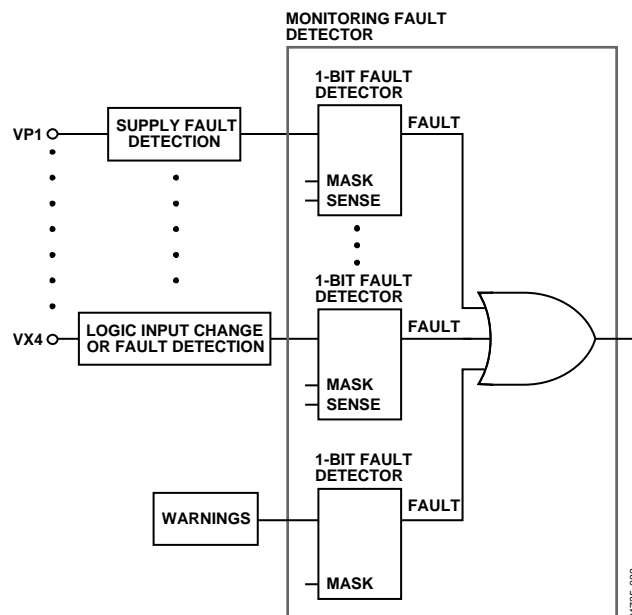 MONITORING FAULT
DETECTOR
1-BIT FAULT
DETECTOR
VP1
SUPPLY FAULT
DETECTION
FAULT
MASK
SENSE
1-BIT FAULT
DETECTOR
VX4
LOGIC INPUT CHANGE
OR FAULT DETECTION
FAULT
MASK
SENSE
1-BIT FAULT
DETECTOR
WARNINGS
FAULT
MASK